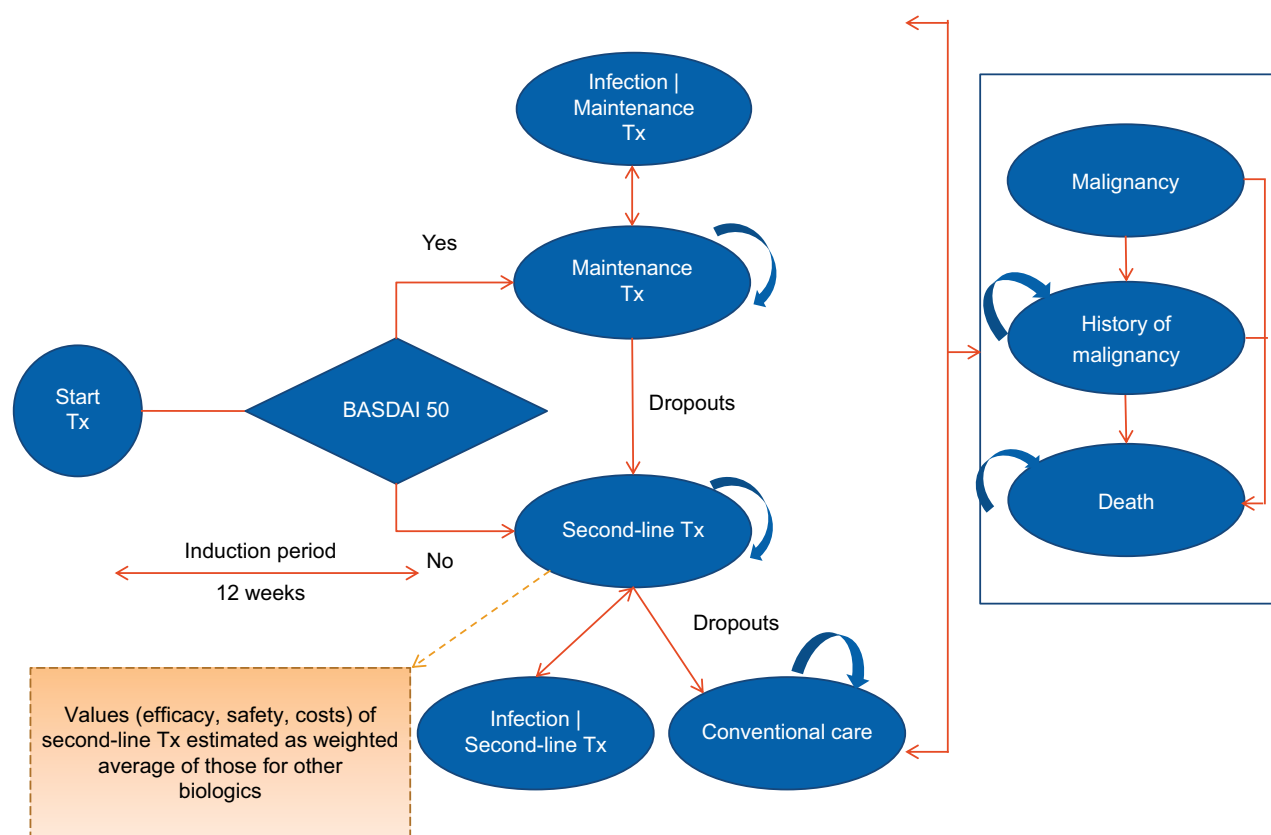 Infection |
Maintenance
Tx
Malignancy
Yes
Maintenance
Tx
History of
malignancy
Start
Tx
BASDAI 50
Dropouts
Death
Second-line Tx
Induction period
No
12 weeks
Dropouts
Values (efficacy, safety, costs) of
second-line Tx estimated as weighted
average of those for other
biologics
Infection |
Second-line Tx
Conventional care